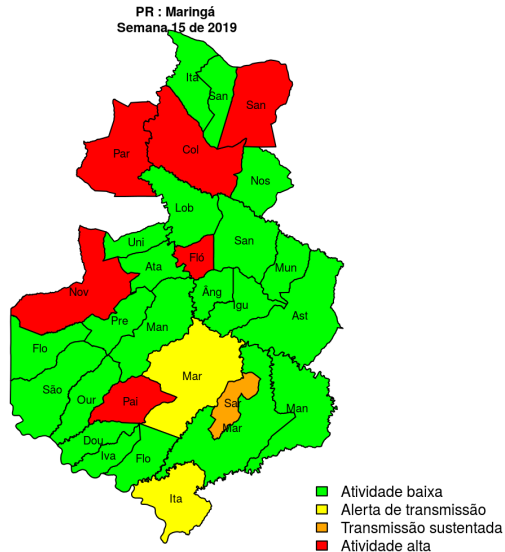 PR : Maringá
Semana 15 de 2019
Ita
San
San
Par
Col
Nos
Lob
Uni
San
Fló
Ata
Mun
Nov
Âng
Igu
Ast
Pre
Man
Flo
Mar
São
Our
Pai
Sar
Man
Mar
Dou
Iva
Flo
Ita
Atividade baixa
Alerta de transmissão
Transmissão sustentada
Atividade alta